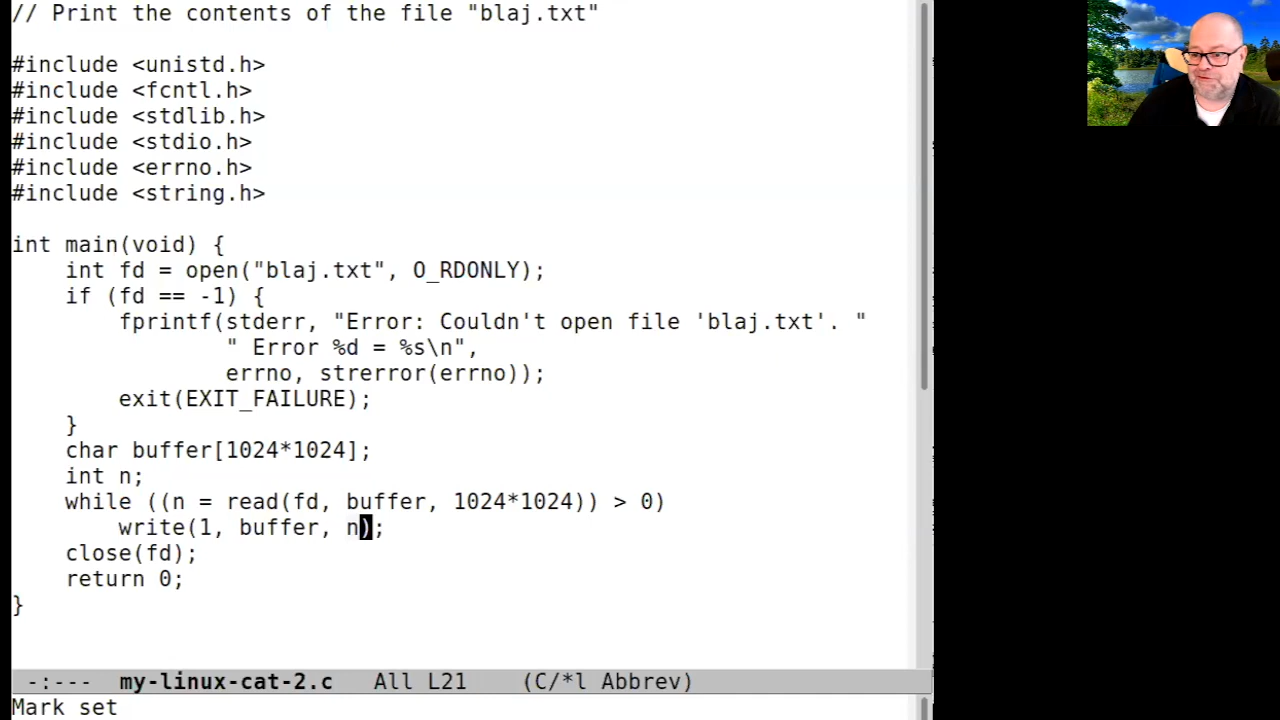 // Print the contents of the file "blaj.txt"
#include <unistd.h>
#include <fcntl.h>
#include <stdlib.h>
#include <stdio.h>
#include <errno.h>
#include <string.h>
int main(void) {
    int fd = open("blaj.txt", O_RDONLY);
    if (fd == -1) {
        fprintf(stderr, "Error: Couldn't open file 'blaj.txt'. "
                " Error %d = %s\n",
                errno, strerror(errno));
        exit(EXIT_FAILURE);
    }
    char buffer[1024*1024];
    int n;
    while ((n = read(fd, buffer, 1024*1024)) > 0)
        write(1, buffer, n);
    close(fd);
    return 0;
}
-:--- my-linux-cat-2.c All L21 (C/*l Abbrev)
Mark set